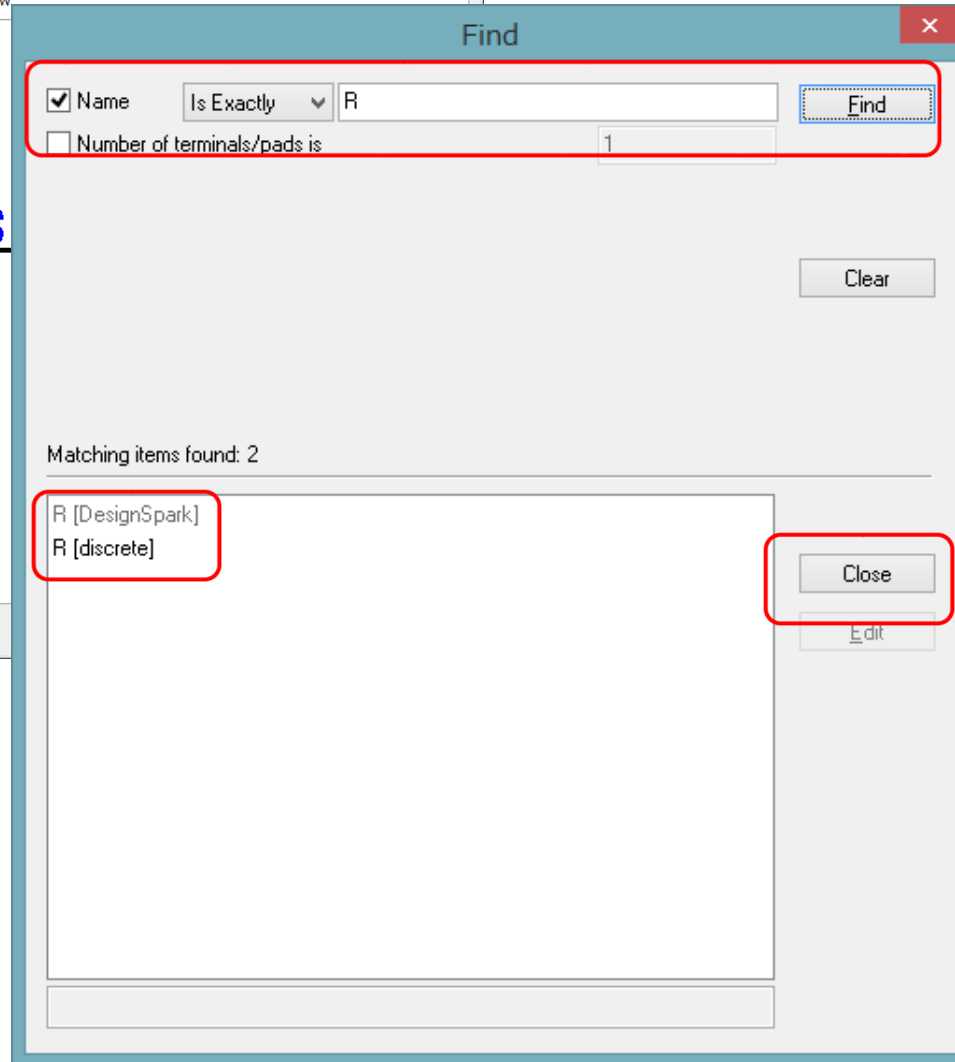 Find
Name Is Exactly R Find
Number of terminals/pads is 1
Clear
Matching items found: 2
R [DesignSpark]
R [discrete]
Close
Edit